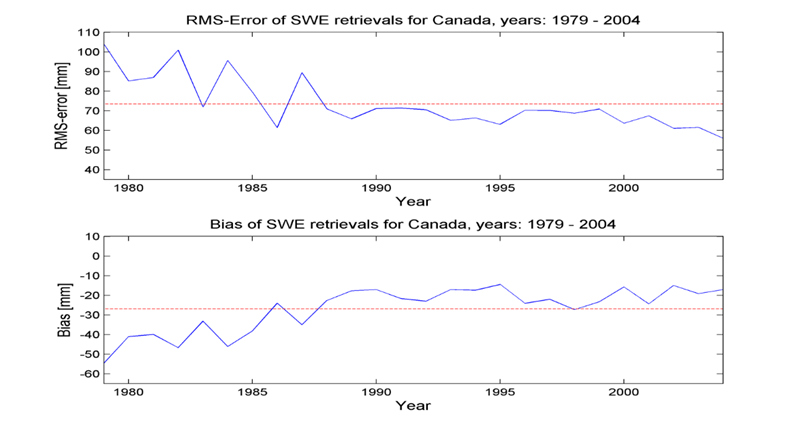 RMS-Error of SWE retrievals for Canada, years: 1979 - 2004
110
100
90
80
70
60
50
40
RMS-error [mm]
1980 1985 1990 1995 2000
Year
Bias of SWE retrievals for Canada, years: 1979 - 2004
10
0
-10
-20
-30
-40
-50
-60
Bias [mm]
1980 1985 1990 1995 2000
Year